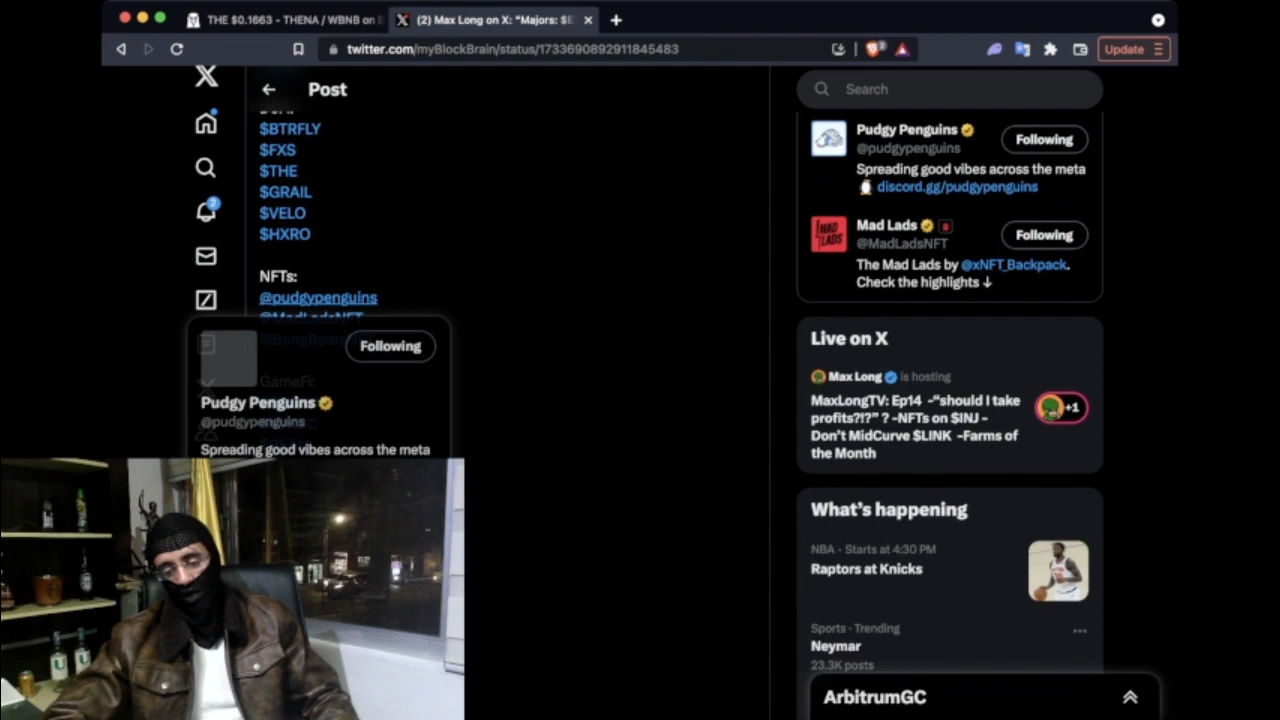 THE $0.1663 - THENA / WBNB on
(2) Max Long on X: "Majors: $E
twitter.com/myBlockBrain/status/1733690892911845483
Update
Post
$BTRFLY
$FXS
$THE
$GRAIL
$VELO
$HXRO
NFTs:
@pudgypenguins
@MadLadsNFT
GameFi:
Following
Pudgy Penguins
@pudgypenguins
Spreading good vibes across the meta
2
Search
Pudgy Penguins
@pudgypenguins
Following
Spreading good vibes across the meta
discord.gg/pudgypenguins
MAD LADS
Mad Lads
@MadLadsNFT
Following
The Mad Lads by @xNFT_Backpack.
Check the highlights ↓
Live on X
Max Long is hosting
MaxLongTV: Ep14 -"should I take
profits?!?" ? -NFTs on $INJ -
Don't MidCurve $LINK -Farms of
the Month
+1
What's happening
NBA · Starts at 4:30 PM
Raptors at Knicks
Sports · Trending
Neymar
23.3K posts
ArbitrumGC